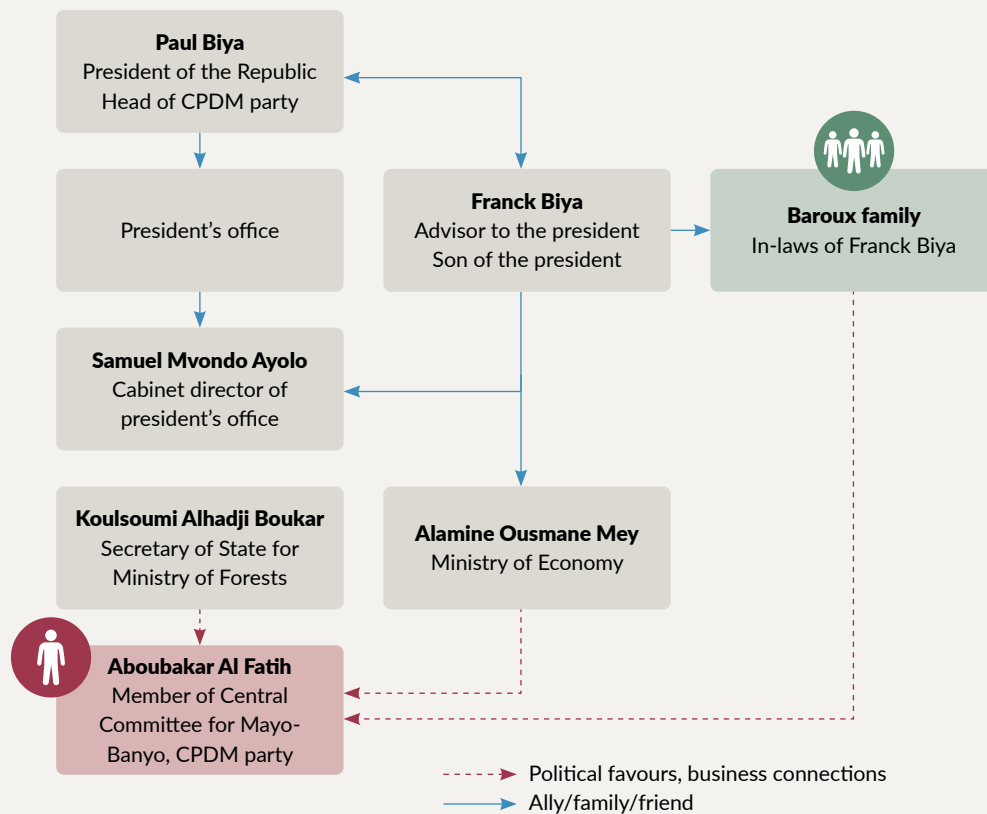 Paul Biya
President of the Republic
Head of CPDM party
President’s office
Franck Biya
Advisor to the president
Son of the president
Baroux family
In-laws of Franck Biya
Samuel Mvondo Ayolo
Cabinet director of
president’s office
Koulsoumi Alhadji Boukar
Secretary of State for
Ministry of Forests
Alamine Ousmane Mey
Ministry of Economy
Aboubakar Al Fatih
Member of Central
Committee for Mayo-
Banyo, CPDM party
Political favours, business connections
Ally/family/friend